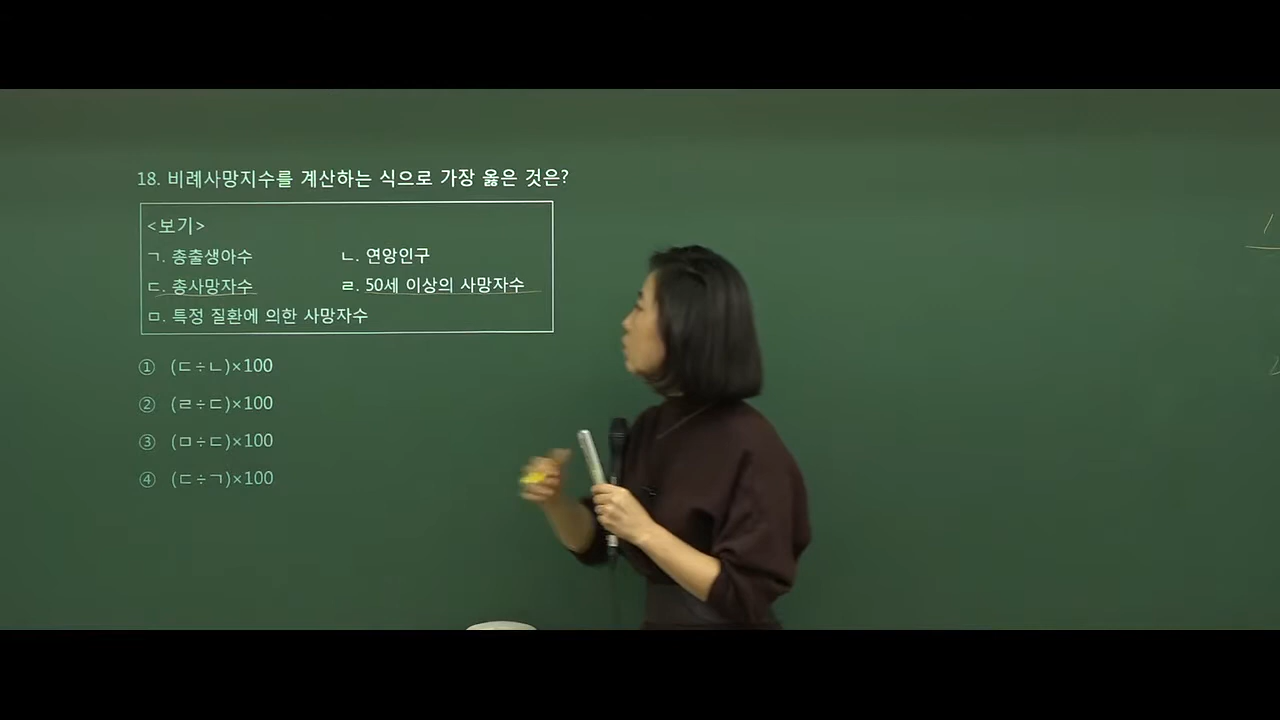 18. 비례사망지수를 계산하는 식으로 가장 옳은 것은?
<보기>
ㄱ. 총출생아수 ㄴ. 연앙인구
ㄷ. 총사망자수 ㄹ. 50세 이상의 사망자수
ㅁ. 특정 질환에 의한 사망자수
① (ㄷ÷ㄴ)×100
② (ㄹ÷ㄷ)×100
③ (ㅁ÷ㄷ)×100
④ (ㄷ÷ㄱ)×100